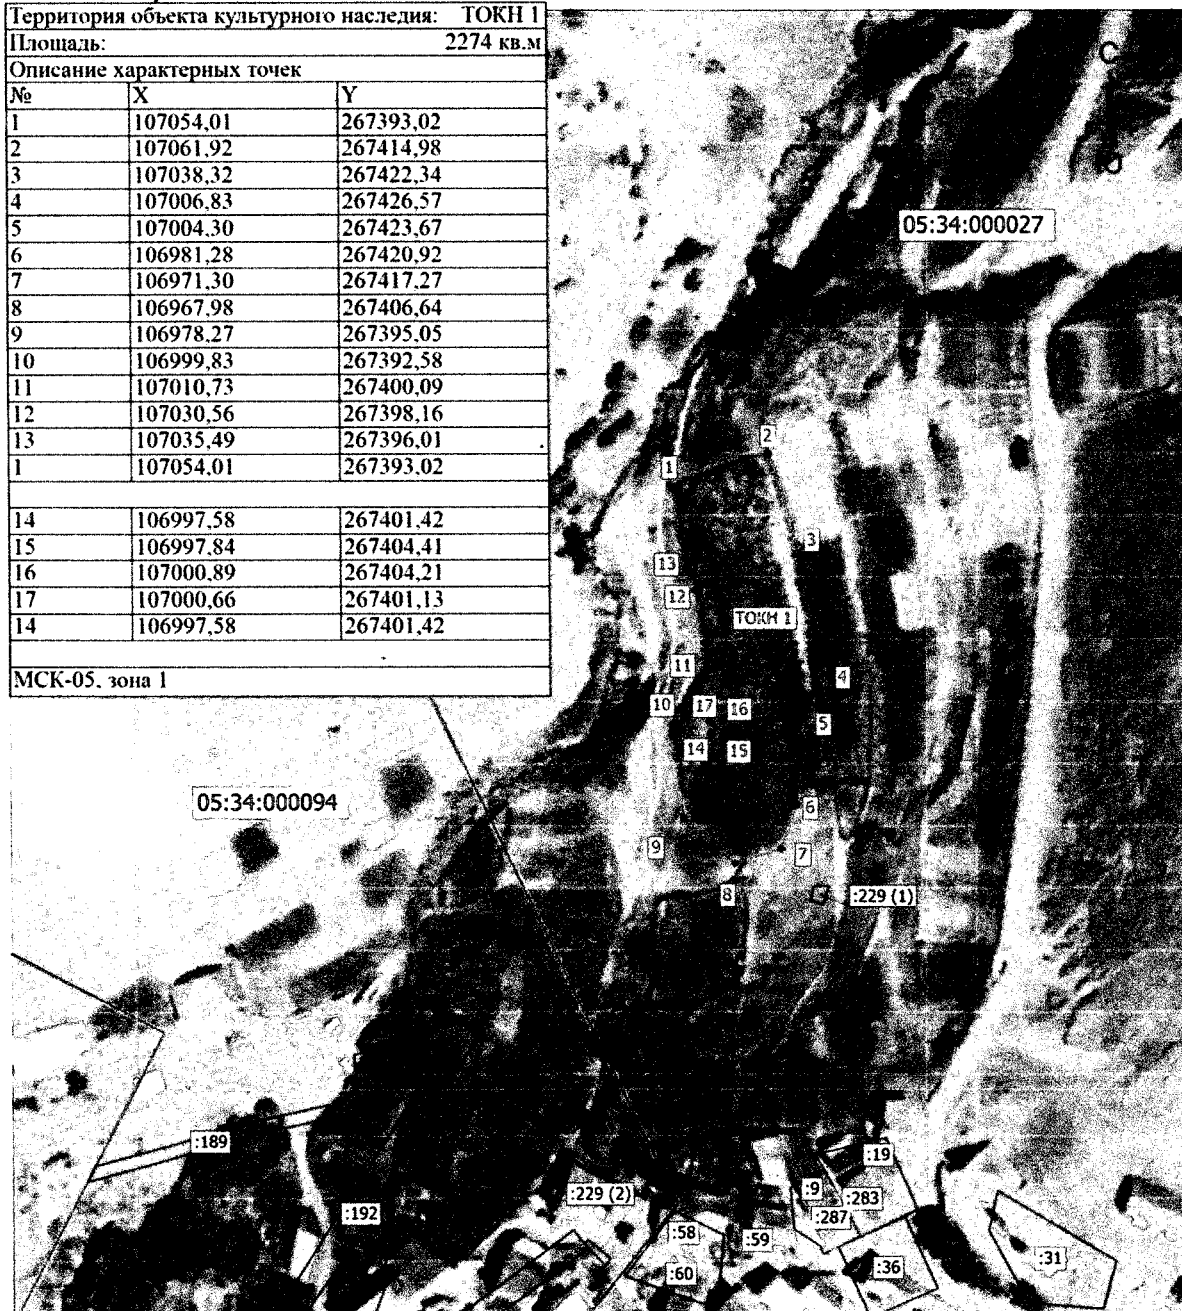 Территория объекта культурного наследия: ТОКН 1
Площадь: 2274 кв.м
Описание характерных точек
№ X Y
1 107054,01 267393,02
2 107061,92 267414,98
3 107038,32 267422,34
4 107006,83 267426,57
5 107004,30 267423,67
6 106981,28 267420,92
7 106971,30 267417,27
8 106967,98 267406,64
9 106978,27 267395,05
10 106999,83 267392,58
11 107010,73 267400,09
12 107030,56 267398,16
13 107035,49 267396,01
1 107054,01 267393,02
14 106997,58 267401,42
15 106997,84 267404,41
16 107000,89 267404,21
17 107000,66 267401,13
14 106997,58 267401,42
МСК-05, зона 1
С
Ю
05:34:000027
2
1
3
13
12
ТОКН 1
11
4
10 17 16
5
14 15
05:34:000094
6
9
7
8
:229 (1)
:189
:19
:229 (2)
:9
:283
:192
:287
:58
:59
:31
:60
:36